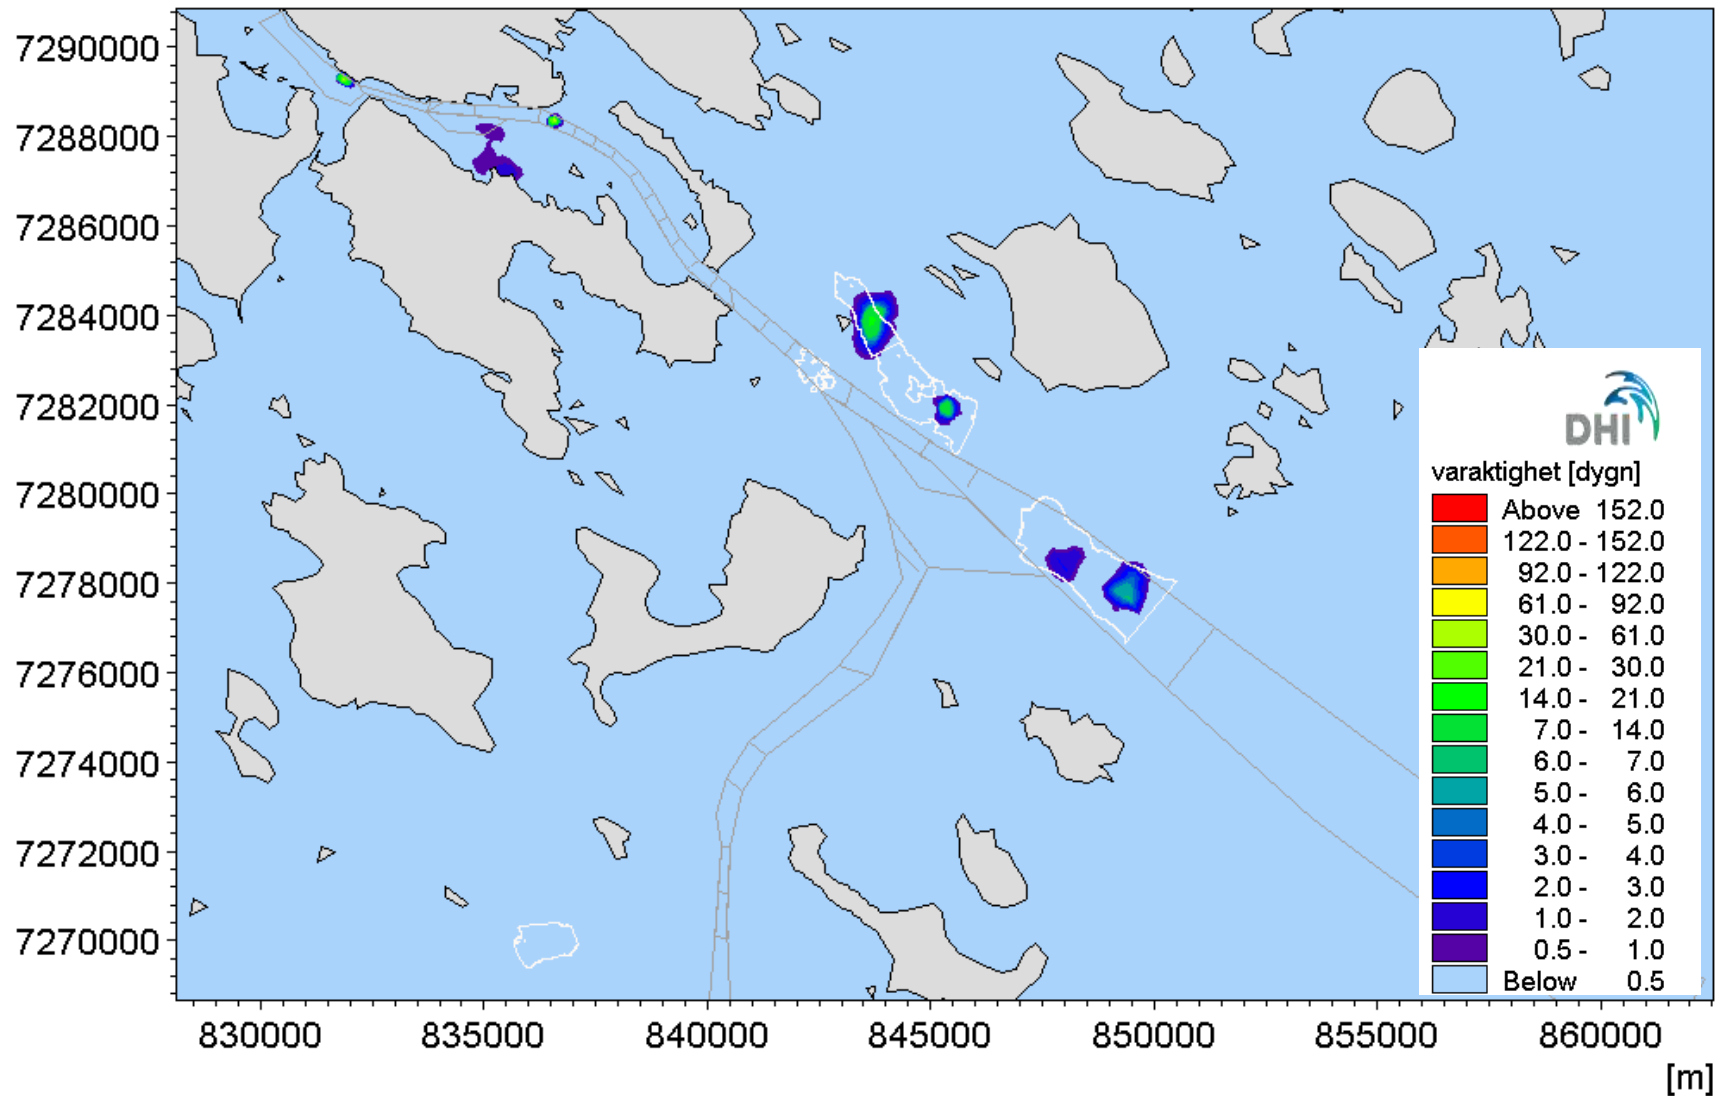 7290000
7288000
7286000
7284000
7282000
7280000
7278000
7276000
7274000
7272000
7270000
830000 835000 840000 845000 850000 855000 860000
[m]
DHI
varaktighet [dygn]
Above 152.0
122.0 - 152.0
92.0 - 122.0
61.0 - 92.0
30.0 - 61.0
21.0 - 30.0
14.0 - 21.0
7.0 - 14.0
6.0 - 7.0
5.0 - 6.0
4.0 - 5.0
3.0 - 4.0
2.0 - 3.0
1.0 - 2.0
0.5 - 1.0
Below 0.5